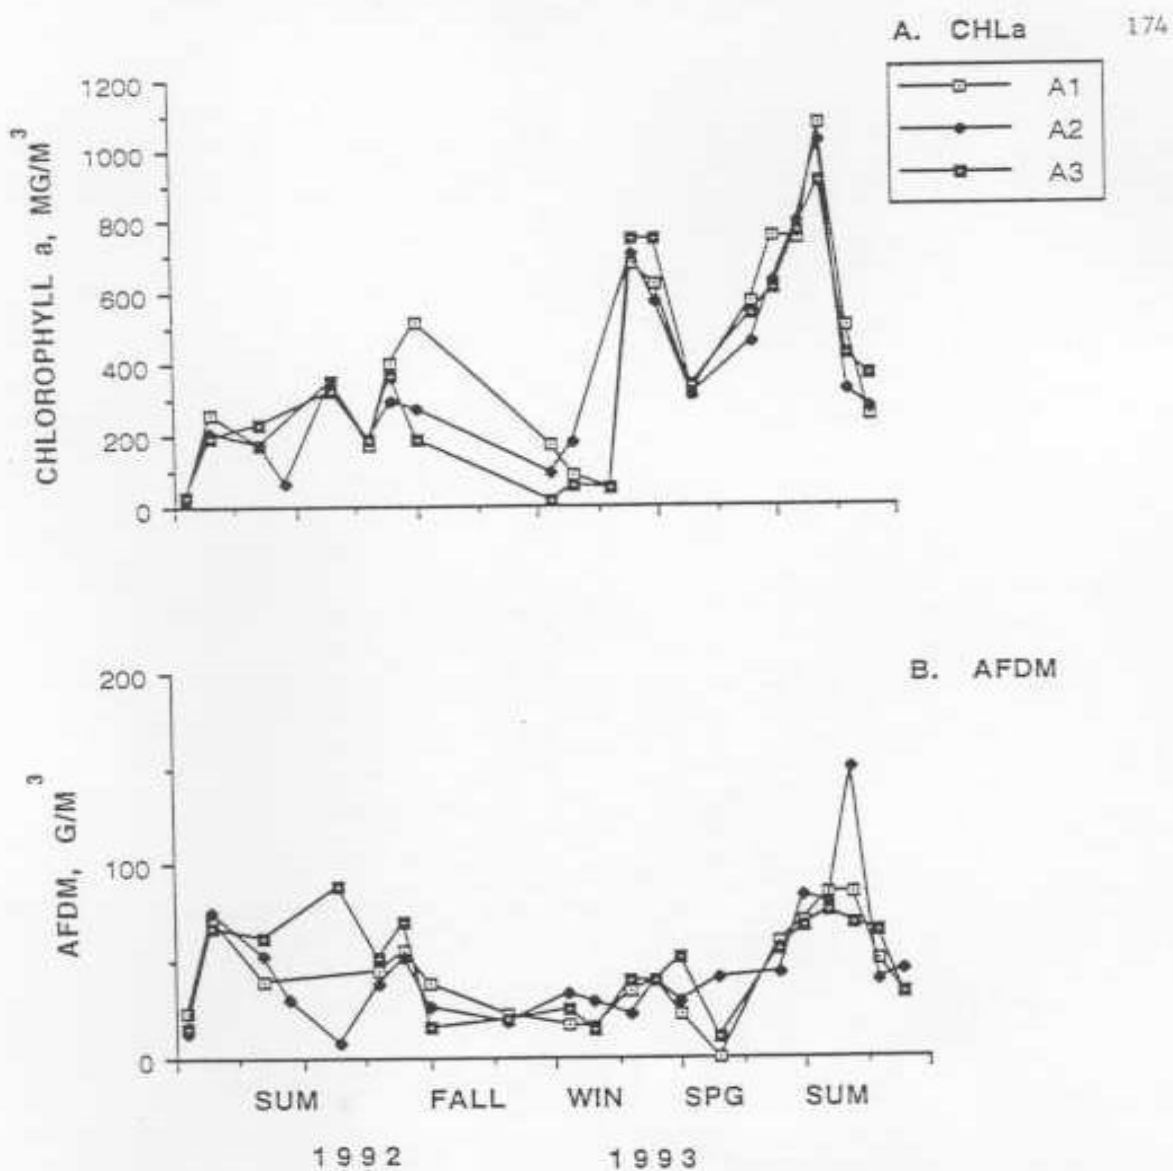 A. CHLa 174
A1
A2
A3
1200
1000
800
600
400
200
0
CHLOROPHYLL a, MG/M³
B. AFDM
200
100
0
AFDM, G/M³
SUM FALL WIN SPG SUM
1992 1993